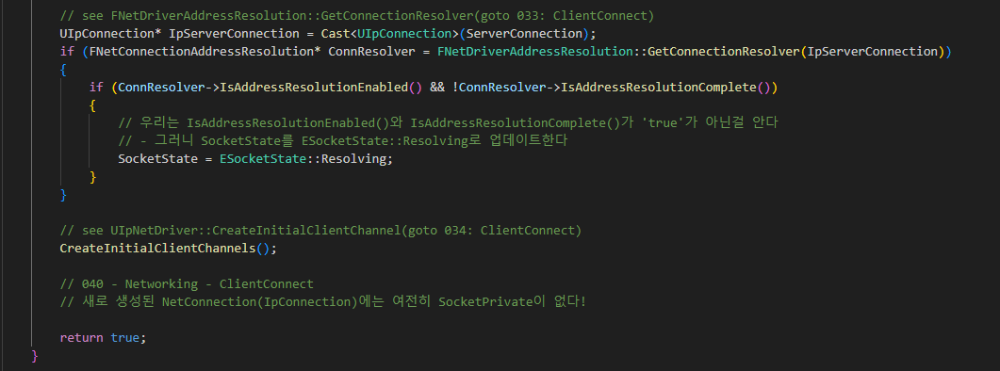 // see FNetDriverAddressResolution::GetConnectionResolver(goto 033: ClientConnect)
UIpConnection* IpServerConnection = Cast<UIpConnection>(ServerConnection);
if (FNetConnectionAddressResolution* ConnResolver = FNetDriverAddressResolution::GetConnectionResolver(IpServerConnection))
{
if (ConnResolver->IsAddressResolutionEnabled() && !ConnResolver->IsAddressResolutionComplete())
{
// 우리는 IsAddressResolutionEnabled()와 IsAddressResolutionComplete()가 'true'가 아닌걸 안다
// - 그러니 SocketState를 ESocketState::Resolving로 업데이트한다
SocketState = ESocketState::Resolving;
}
}
// see UIpNetDriver::CreateInitialClientChannel(goto 034: ClientConnect)
CreateInitialClientChannels();
// 040 - Networking - ClientConnect
// 새로 생성된 NetConnection(IpConnection)에는 여전히 SocketPrivate이 없다!
return true;
}